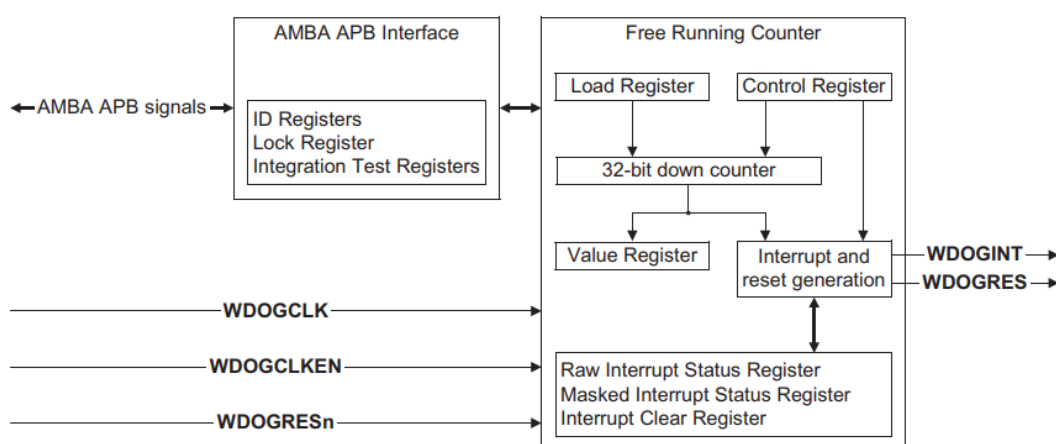 AMBA APB Interface
Free Running Counter
Load Register
Control Register
AMBA APB signals
ID Registers
Lock Register
Integration Test Registers
32-bit down counter
Value Register
Interrupt and
reset generation
WDOGINT
WDOGRES
WDOGCLK
WDOGCLKEN
WDOGRESn
Raw Interrupt Status Register
Masked Interrupt Status Register
Interrupt Clear Register